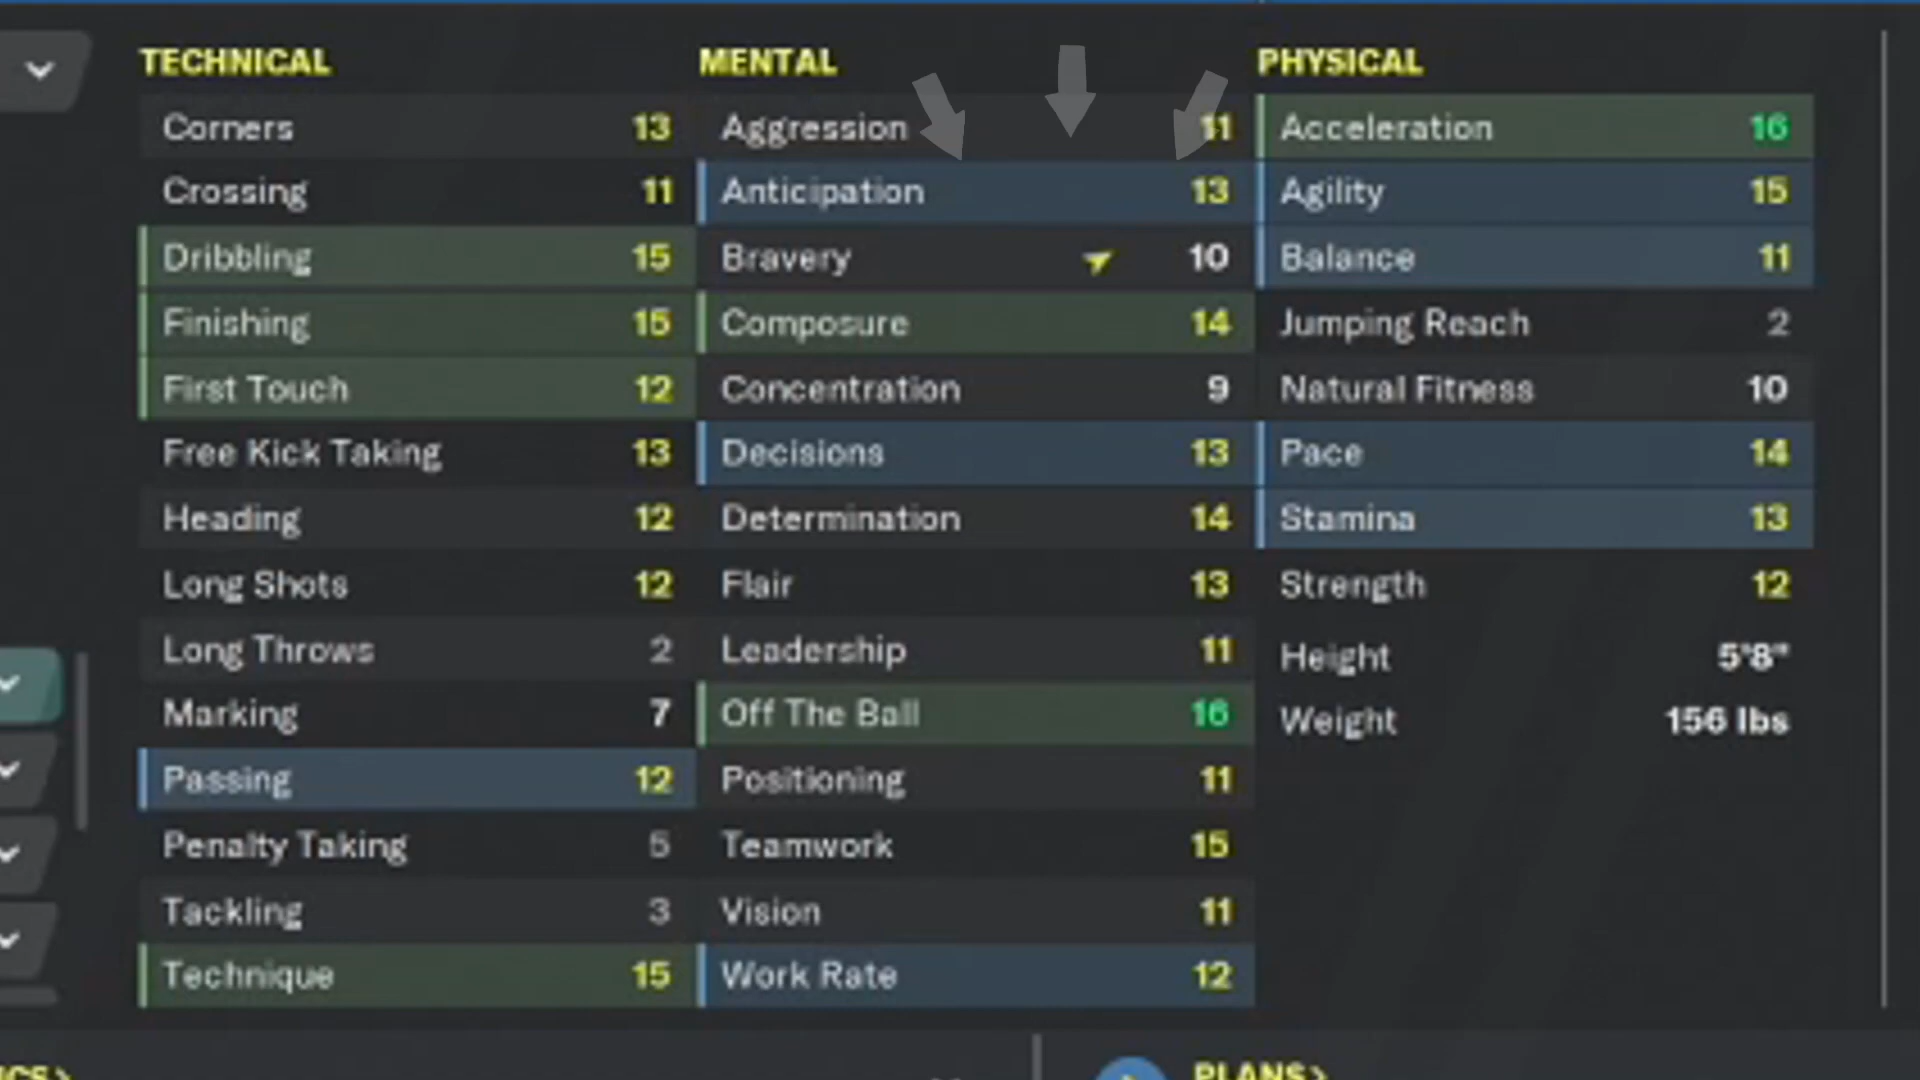 TECHNICAL MENTAL PHYSICAL
Corners 13 Aggression 11 Acceleration 16
Crossing 11 Anticipation 13 Agility 15
Dribbling 15 Bravery 10 Balance 11
Finishing 15 Composure 14 Jumping Reach 2
First Touch 12 Concentration 9 Natural Fitness 10
Free Kick Taking 13 Decisions 13 Pace 14
Heading 12 Determination 14 Stamina 13
Long Shots 12 Flair 13 Strength 12
Long Throws 2 Leadership 11 Height 5'8"
Marking 7 Off The Ball 16 Weight 156 lbs
Passing 12 Positioning 11
Penalty Taking 5 Teamwork 15
Tackling 3 Vision 11
Technique 15 Work Rate 12
PLANS>